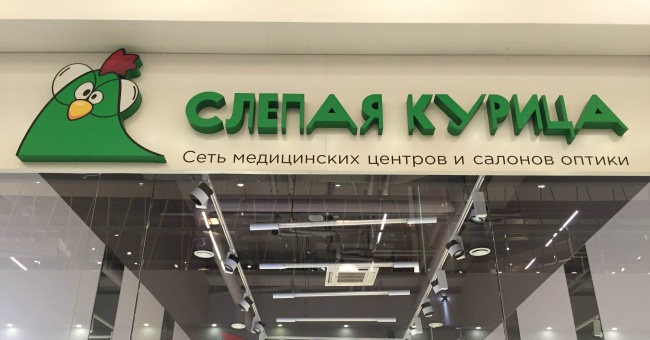 СЛЕПАЯ КУРИЦА
Сеть медицинских центров и салонов оптики